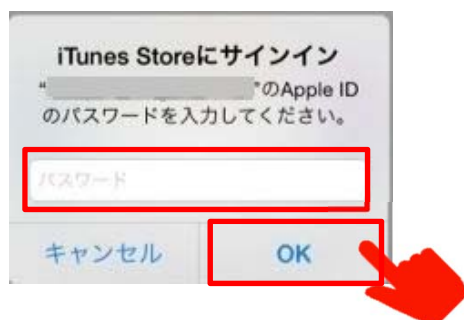 iTunes Storeにサインイン
“ ”のApple ID
のパスワードを入力してください。
パスワード
キャンセル
OK